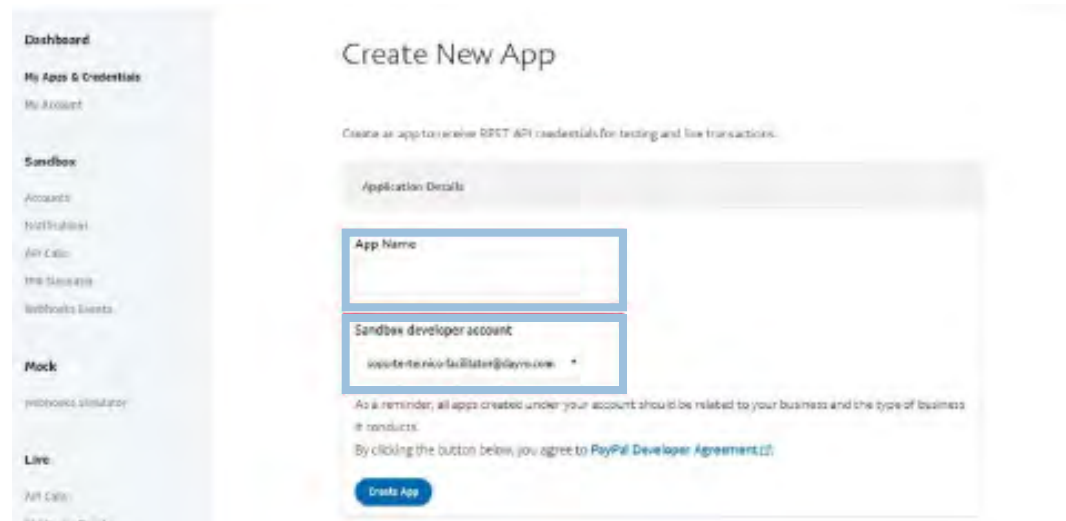 Dashboard
My Apps & Credentials
My Account
Sandbox
Accounts
Notifications
API Calls
Webhooks Events
Mock
Webhooks Simulator
Live
API Calls
Create New App
Create an app to receive REST API credentials for testing and live transactions.
Application Details
App Name
Sandbox developer account
As a reminder, all apps created under your account should be related to your business and the type of business
it conducts.
By clicking the button below, you agree to PayPal Developer Agreement
Create App